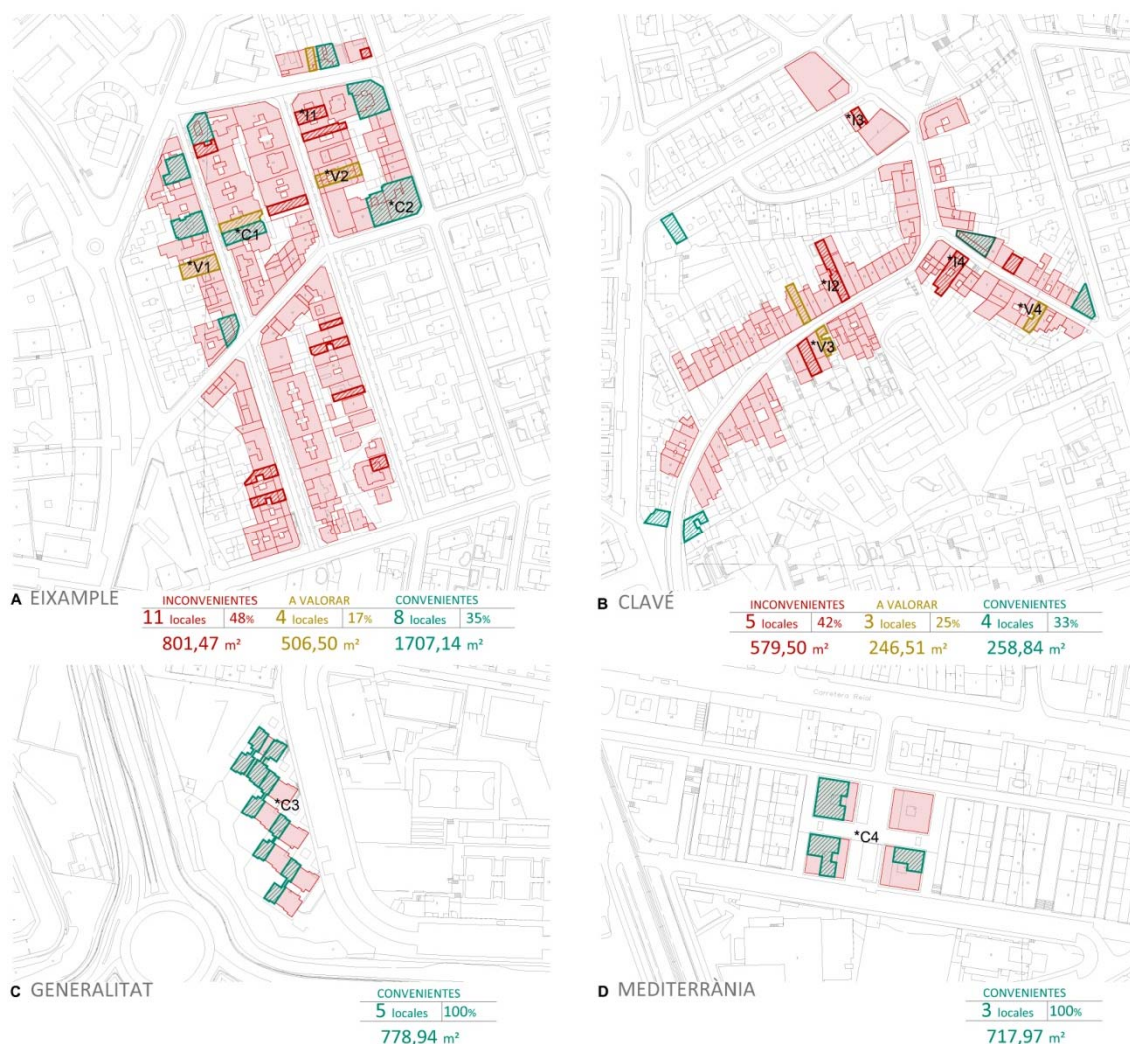 *I1
*V2
*C2
*C1
*V1
A EIXAMPLE
INCONVENIENTES A VALORAR CONVENIENTES
11 locales 48% 4 locales 17% 8 locales 35%
801,47 m² 506,50 m² 1707,14 m²
*I3
*I4
*I2
*V4
*V3
B CLAVÉ
INCONVENIENTES A VALORAR CONVENIENTES
5 locales 42% 3 locales 25% 4 locales 33%
579,50 m² 246,51 m² 258,84 m²
*C3
C GENERALITAT
CONVENIENTES
5 locales 100%
778,94 m²
Carretera Reial
*C4
D MEDITERRÀNIA
CONVENIENTES
3 locales 100%
717,97 m²